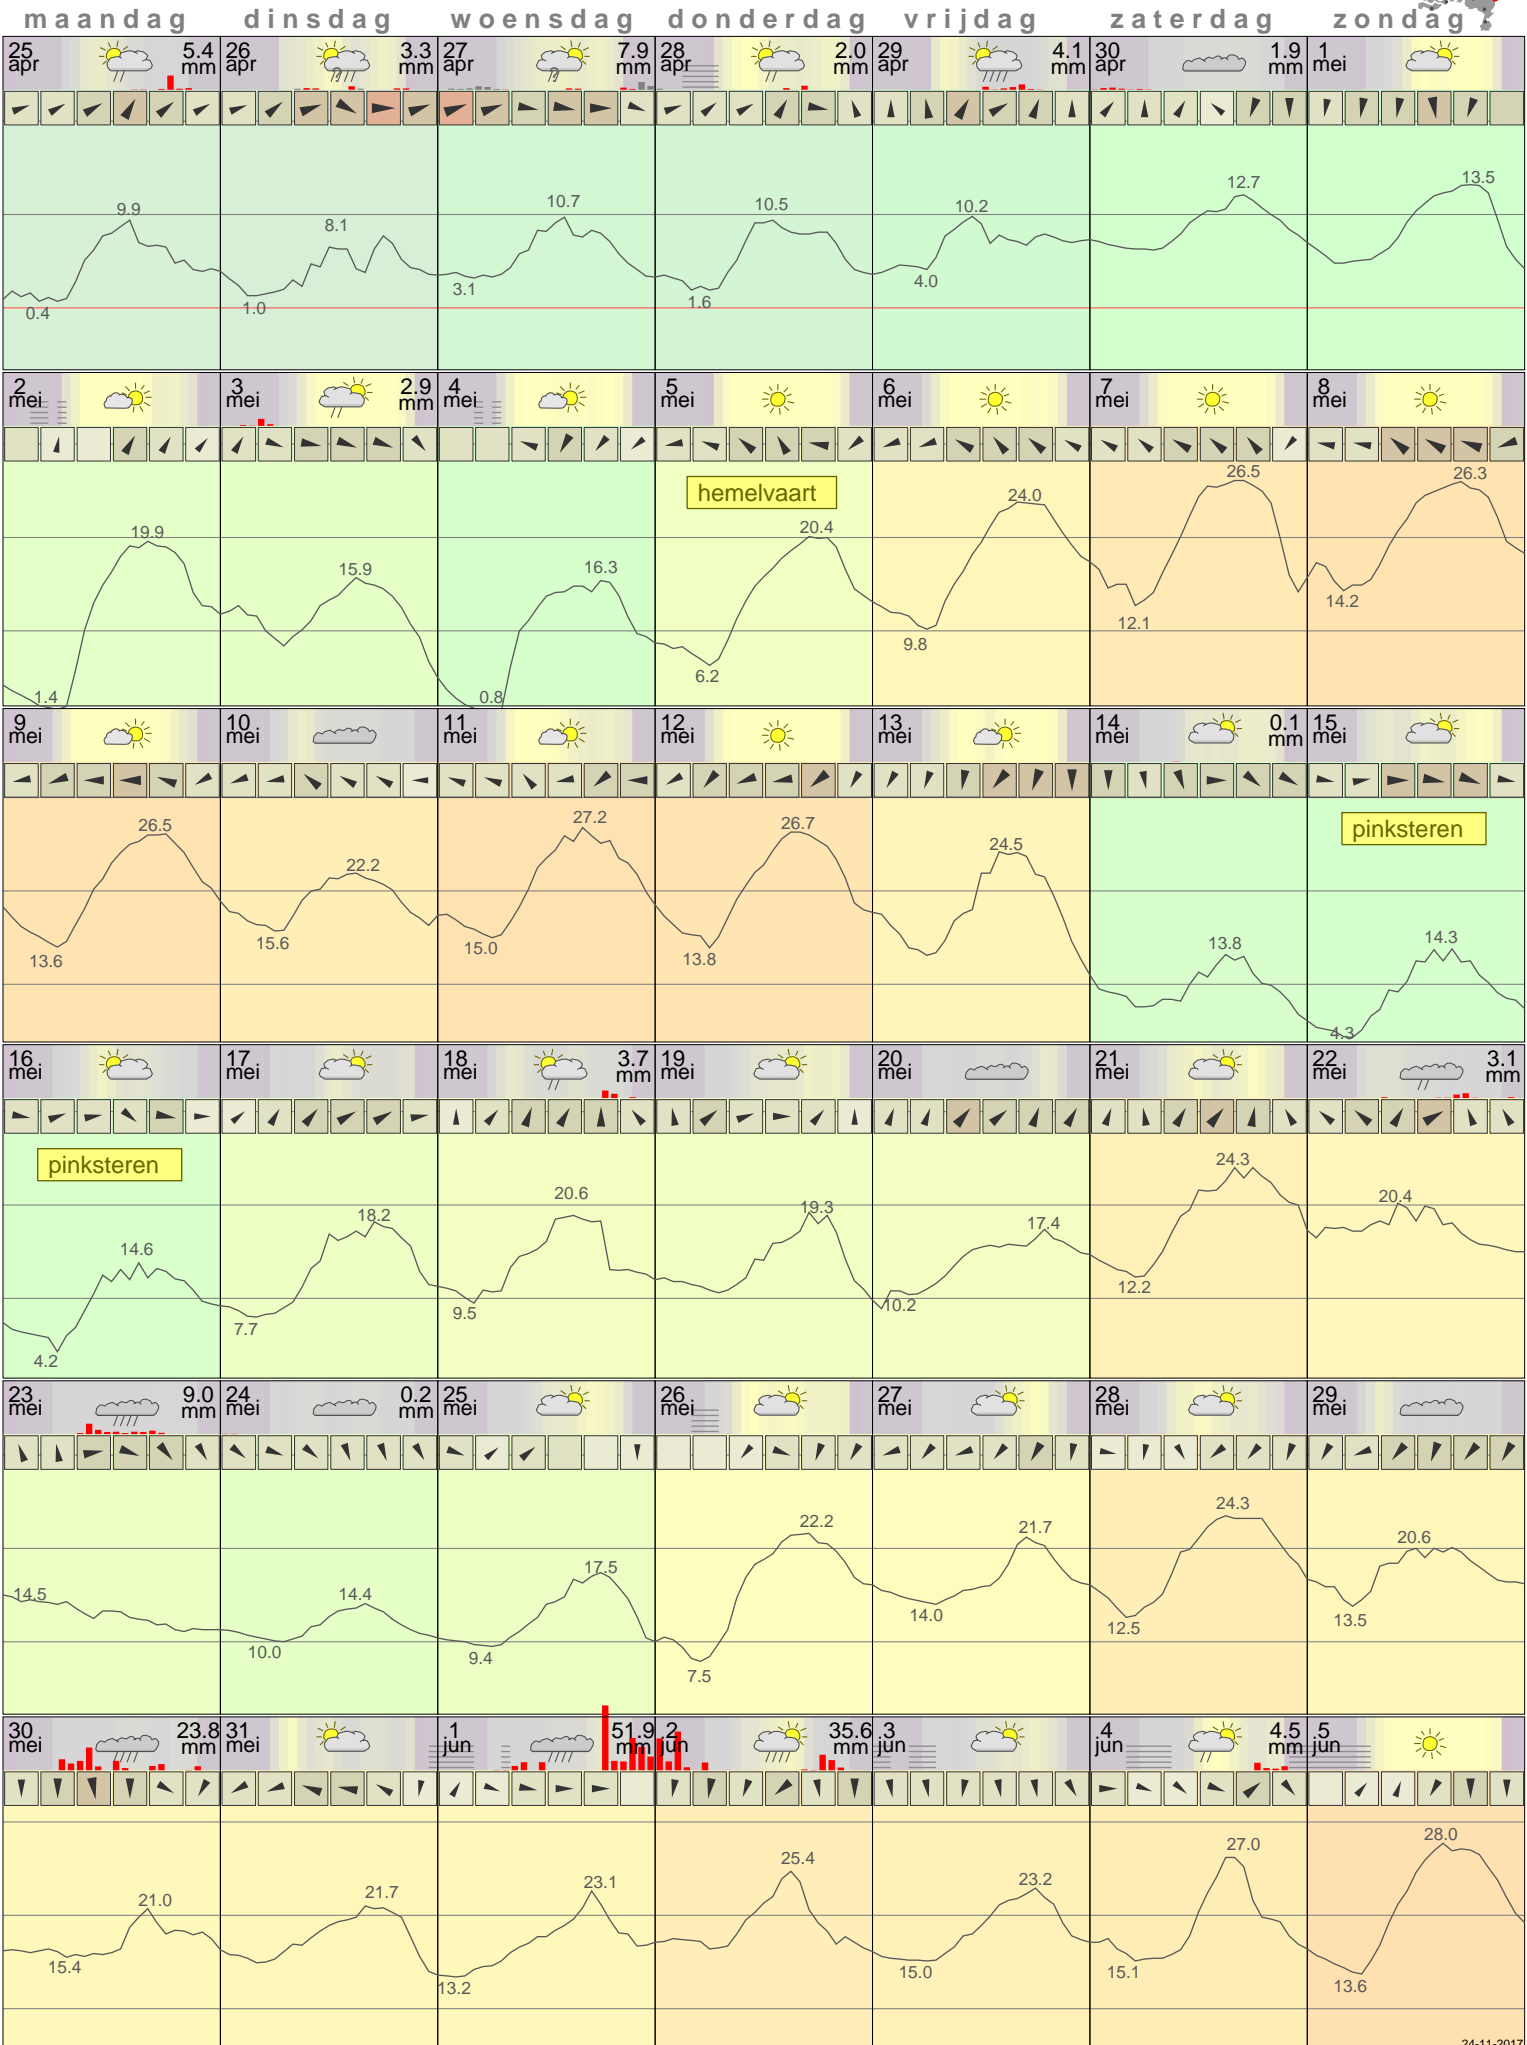 maandag dinsdag woensdag donderdag vrijdag zaterdag zondag
25 apr 5.4 mm 26 apr ? 3.3 mm 27 apr ? 7.9 mm 28 apr 2.0 mm 29 apr 4.1 mm 30 apr 1.9 mm 1 mei
9.9 8.1 10.7 10.5 10.2 12.7 13.5
0.4 1.0 3.1 1.6 4.0
2 mei 3 mei 2.9 mm 4 mei 5 mei 6 mei 7 mei 8 mei
hemelvaart
19.9 15.9 16.3 20.4 24.0 26.5 26.3
1.4 0.8 6.2 9.8 12.1 14.2
9 mei 10 mei 11 mei 12 mei 13 mei 14 mei 0.1 mm 15 mei
pinksteren
26.5 22.2 27.2 26.7 24.5 13.8 14.3
13.6 15.6 15.0 13.8 4.3
16 mei 17 mei 18 mei 3.7 mm 19 mei 20 mei 21 mei 22 mei 3.1 mm
pinksteren
14.6 18.2 20.6 19.3 17.4 24.3 20.4
4.2 7.7 9.5 10.2 12.2
23 mei 9.0 mm 24 mei 0.2 mm 25 mei 26 mei 27 mei 28 mei 29 mei
14.5 14.4 17.5 22.2 21.7 24.3 20.6
10.0 9.4 7.5 14.0 12.5 13.5
30 mei 23.8 mm 31 mei 1 jun 51.9 mm 2 jun 35.6 mm 3 jun 4 jun 4.5 mm 5 jun
21.0 21.7 23.1 25.4 23.2 27.0 28.0
15.4 13.2 15.0 15.1 13.6
24-11-2017